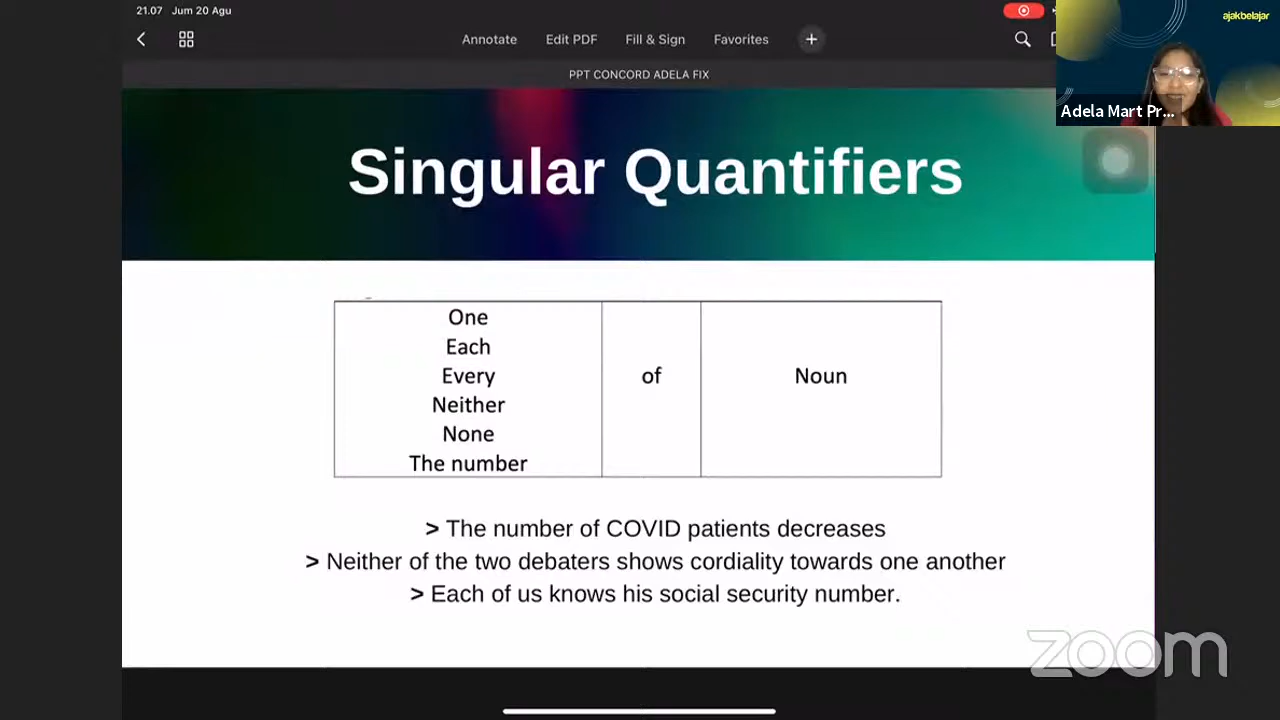 21.07 Jum 20 Agu
Annotate Edit PDF Fill & Sign Favorites +
PPT CONCORD ADELA FIX
ajakbelajar
Adela Mart Pr...
Singular Quantifiers
One
Each
Every
Neither
None
The number
of
Noun
> The number of COVID patients decreases
> Neither of the two debaters shows cordiality towards one another
> Each of us knows his social security number.
zoom